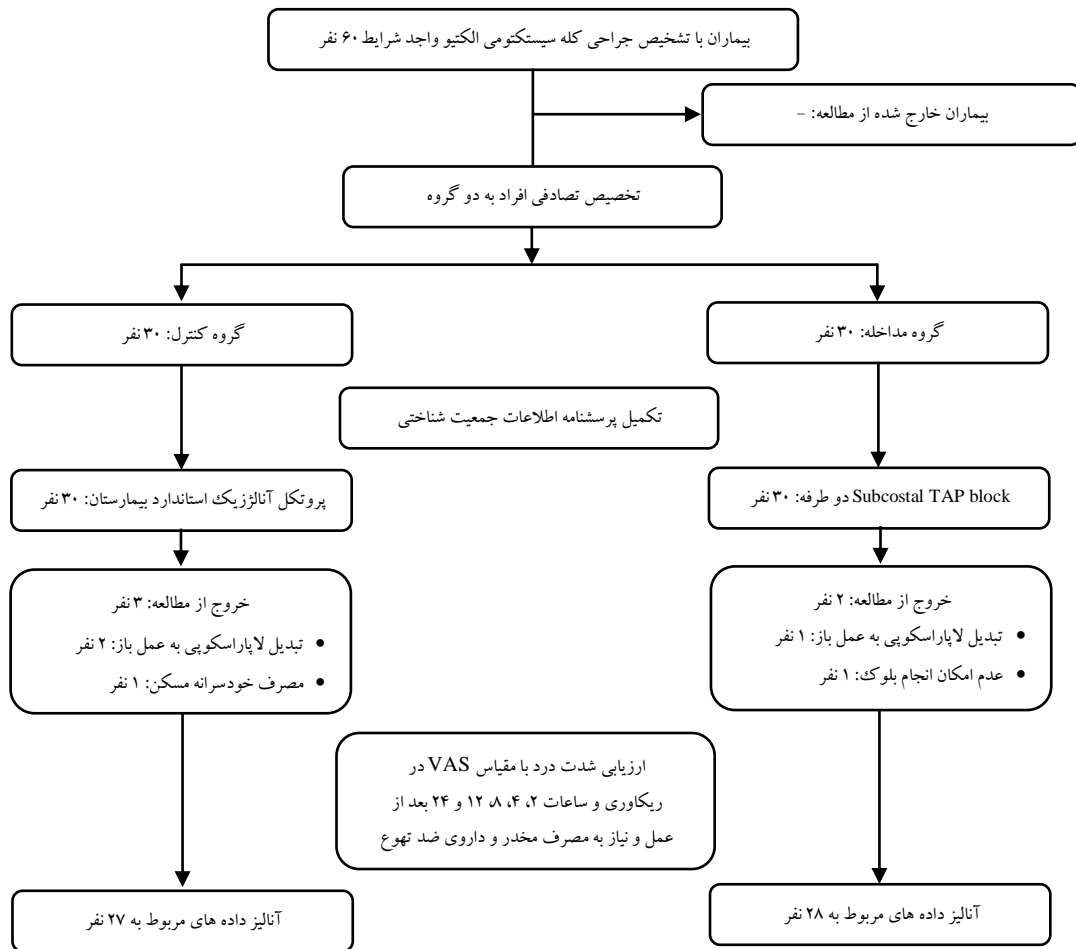 بیماران با تشخیص جراحی کله سیستکتومی الکتیو واجد شرایط ۶۰ نفر
بیماران خارج شده از مطالعه: –
تخصیص تصادفی افراد به دو گروه
گروه مداخله: ۳۰ نفر
گروه کنترل: ۳۰ نفر
تکمیل پرسشنامه اطلاعات جمعیت شناختی
Subcostal TAP block دو طرفه: ۳۰ نفر
پروتکل آنالژزیک استاندارد بیمارستان: ۳۰ نفر
خروج از مطالعه: ۲ نفر
• تبدیل لاپاراسکوپی به عمل باز: ۱ نفر
• عدم امکان انجام بلوک: ۱ نفر
خروج از مطالعه: ۳ نفر
• تبدیل لاپاراسکوپی به عمل باز: ۲ نفر
• مصرف خودسرانه مسکن: ۱ نفر
ارزیابی شدت درد با مقیاس VAS در
ریکاوری و ساعات ۲، ۴، ۸، ۱۲ و ۲۴ بعد از
عمل و نیاز به مصرف مخدر و داروی ضد تهوع
آنالیز داده های مربوط به ۲۸ نفر
آنالیز داده های مربوط به ۲۷ نفر